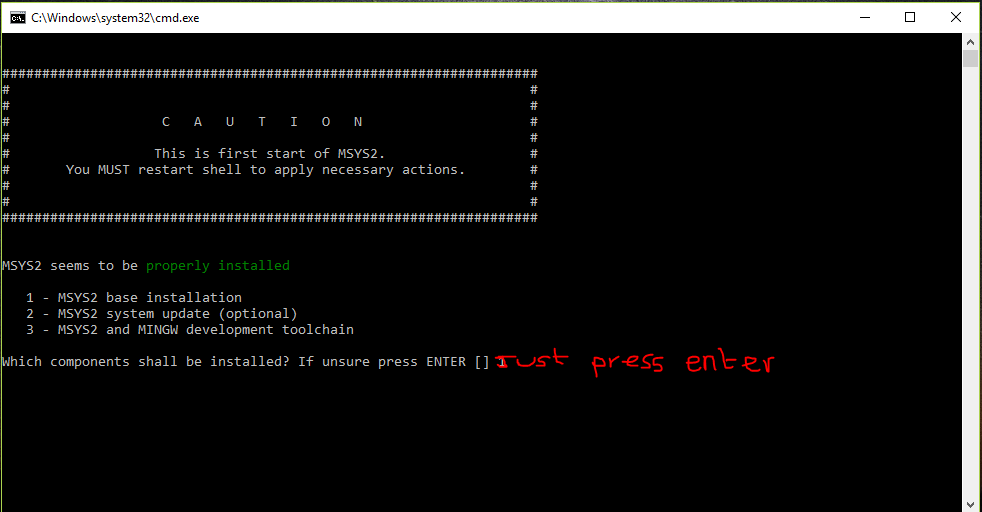 C:\Windows\system32\cmd.exe
###################################################################
# #
# #
# C A U T I O N #
# #
# This is first start of MSYS2. #
# You MUST restart shell to apply necessary actions. #
# #
# #
###################################################################
MSYS2 seems to be properly installed
1 - MSYS2 base installation
2 - MSYS2 system update (optional)
3 - MSYS2 and MINGW development toolchain
Which components shall be installed? If unsure press ENTER [] Just press enter